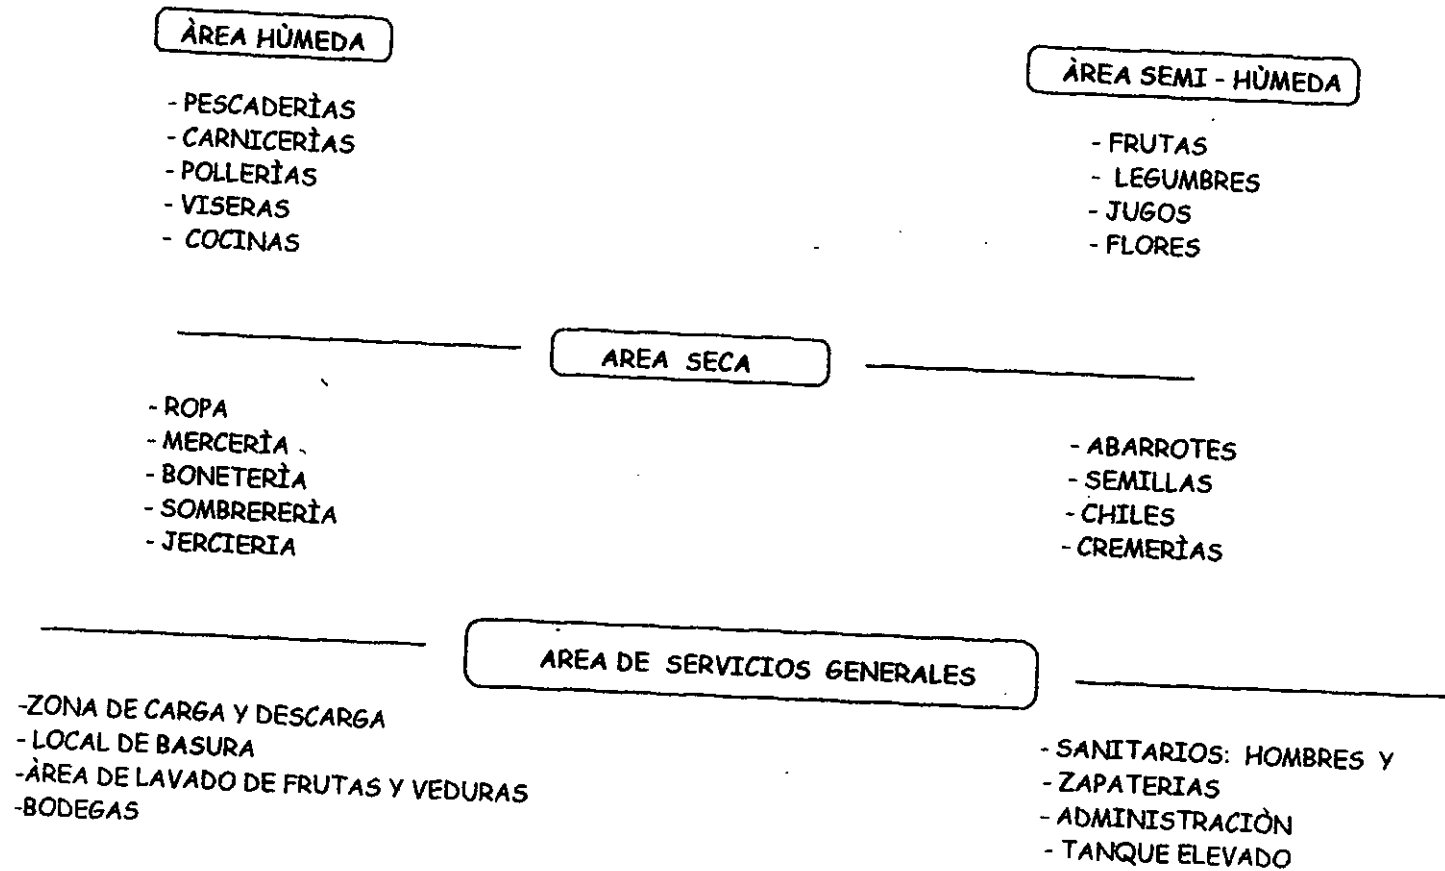 ÀREA HÙMEDA
- PESCADERÌAS
- CARNICERÌAS
- POLLERÌAS
- VISERAS
- COCINAS
ÀREA SEMI - HÙMEDA
- FRUTAS
- LEGUMBRES
- JUGOS
- FLORES
AREA SECA
- ROPA
- MERCERÌA
- BONETERÌA
- SOMBRERERÌA
- JERCIERIA
- ABARROTES
- SEMILLAS
- CHILES
- CREMERÌAS
AREA DE SERVICIOS GENERALES
-ZONA DE CARGA Y DESCARGA
- LOCAL DE BASURA
-ÀREA DE LAVADO DE FRUTAS Y VEDURAS
-BODEGAS
- SANITARIOS: HOMBRES Y
- ZAPATERIAS
- ADMINISTRACIÒN
- TANQUE ELEVADO